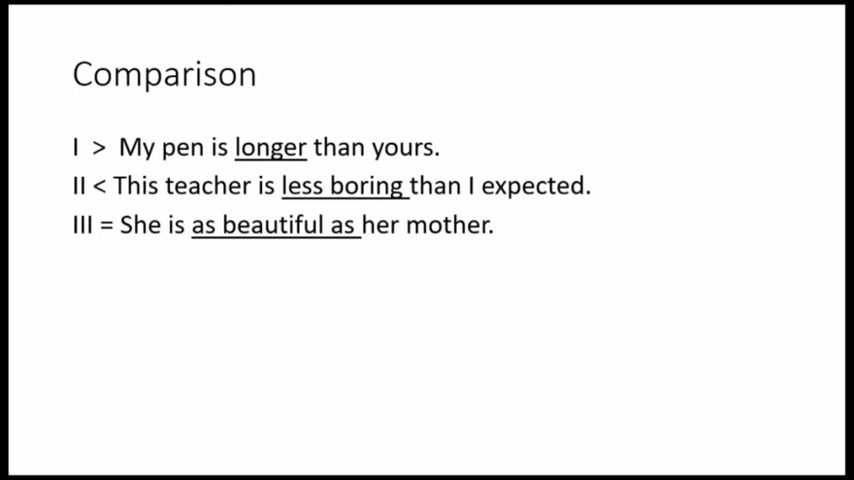 Comparison
I > My pen is longer than yours.
II < This teacher is less boring than I expected.
III = She is as beautiful as her mother.